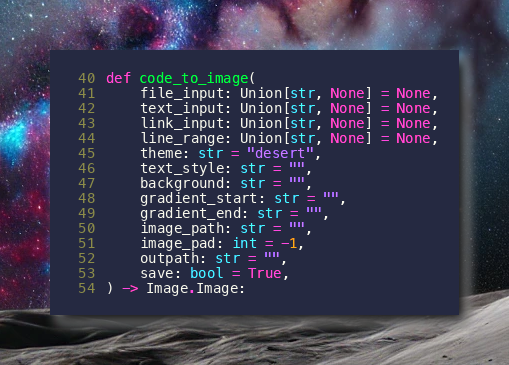 40 def code_to_image(
41     file_input: Union[str, None] = None,
42     text_input: Union[str, None] = None,
43     link_input: Union[str, None] = None,
44     line_range: Union[str, None] = None,
45     theme: str = "desert",
46     text_style: str = "",
47     background: str = "",
48     gradient_start: str = "",
49     gradient_end: str = "",
50     image_path: str = "",
51     image_pad: int = -1,
52     outpath: str = "",
53     save: bool = True,
54 ) -> Image.Image: